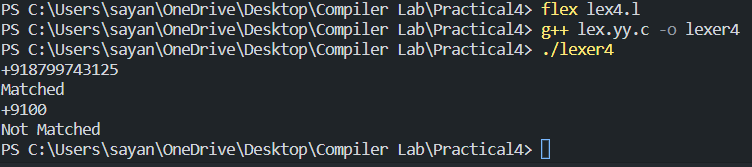 PS C:\Users\sayan\OneDrive\Desktop\Compiler Lab\Practical4> flex lex4.l
PS C:\Users\sayan\OneDrive\Desktop\Compiler Lab\Practical4> g++ lex.yy.c -o lexer4
PS C:\Users\sayan\OneDrive\Desktop\Compiler Lab\Practical4> ./lexer4
+918799743125
Matched
+9100
Not Matched
PS C:\Users\sayan\OneDrive\Desktop\Compiler Lab\Practical4>